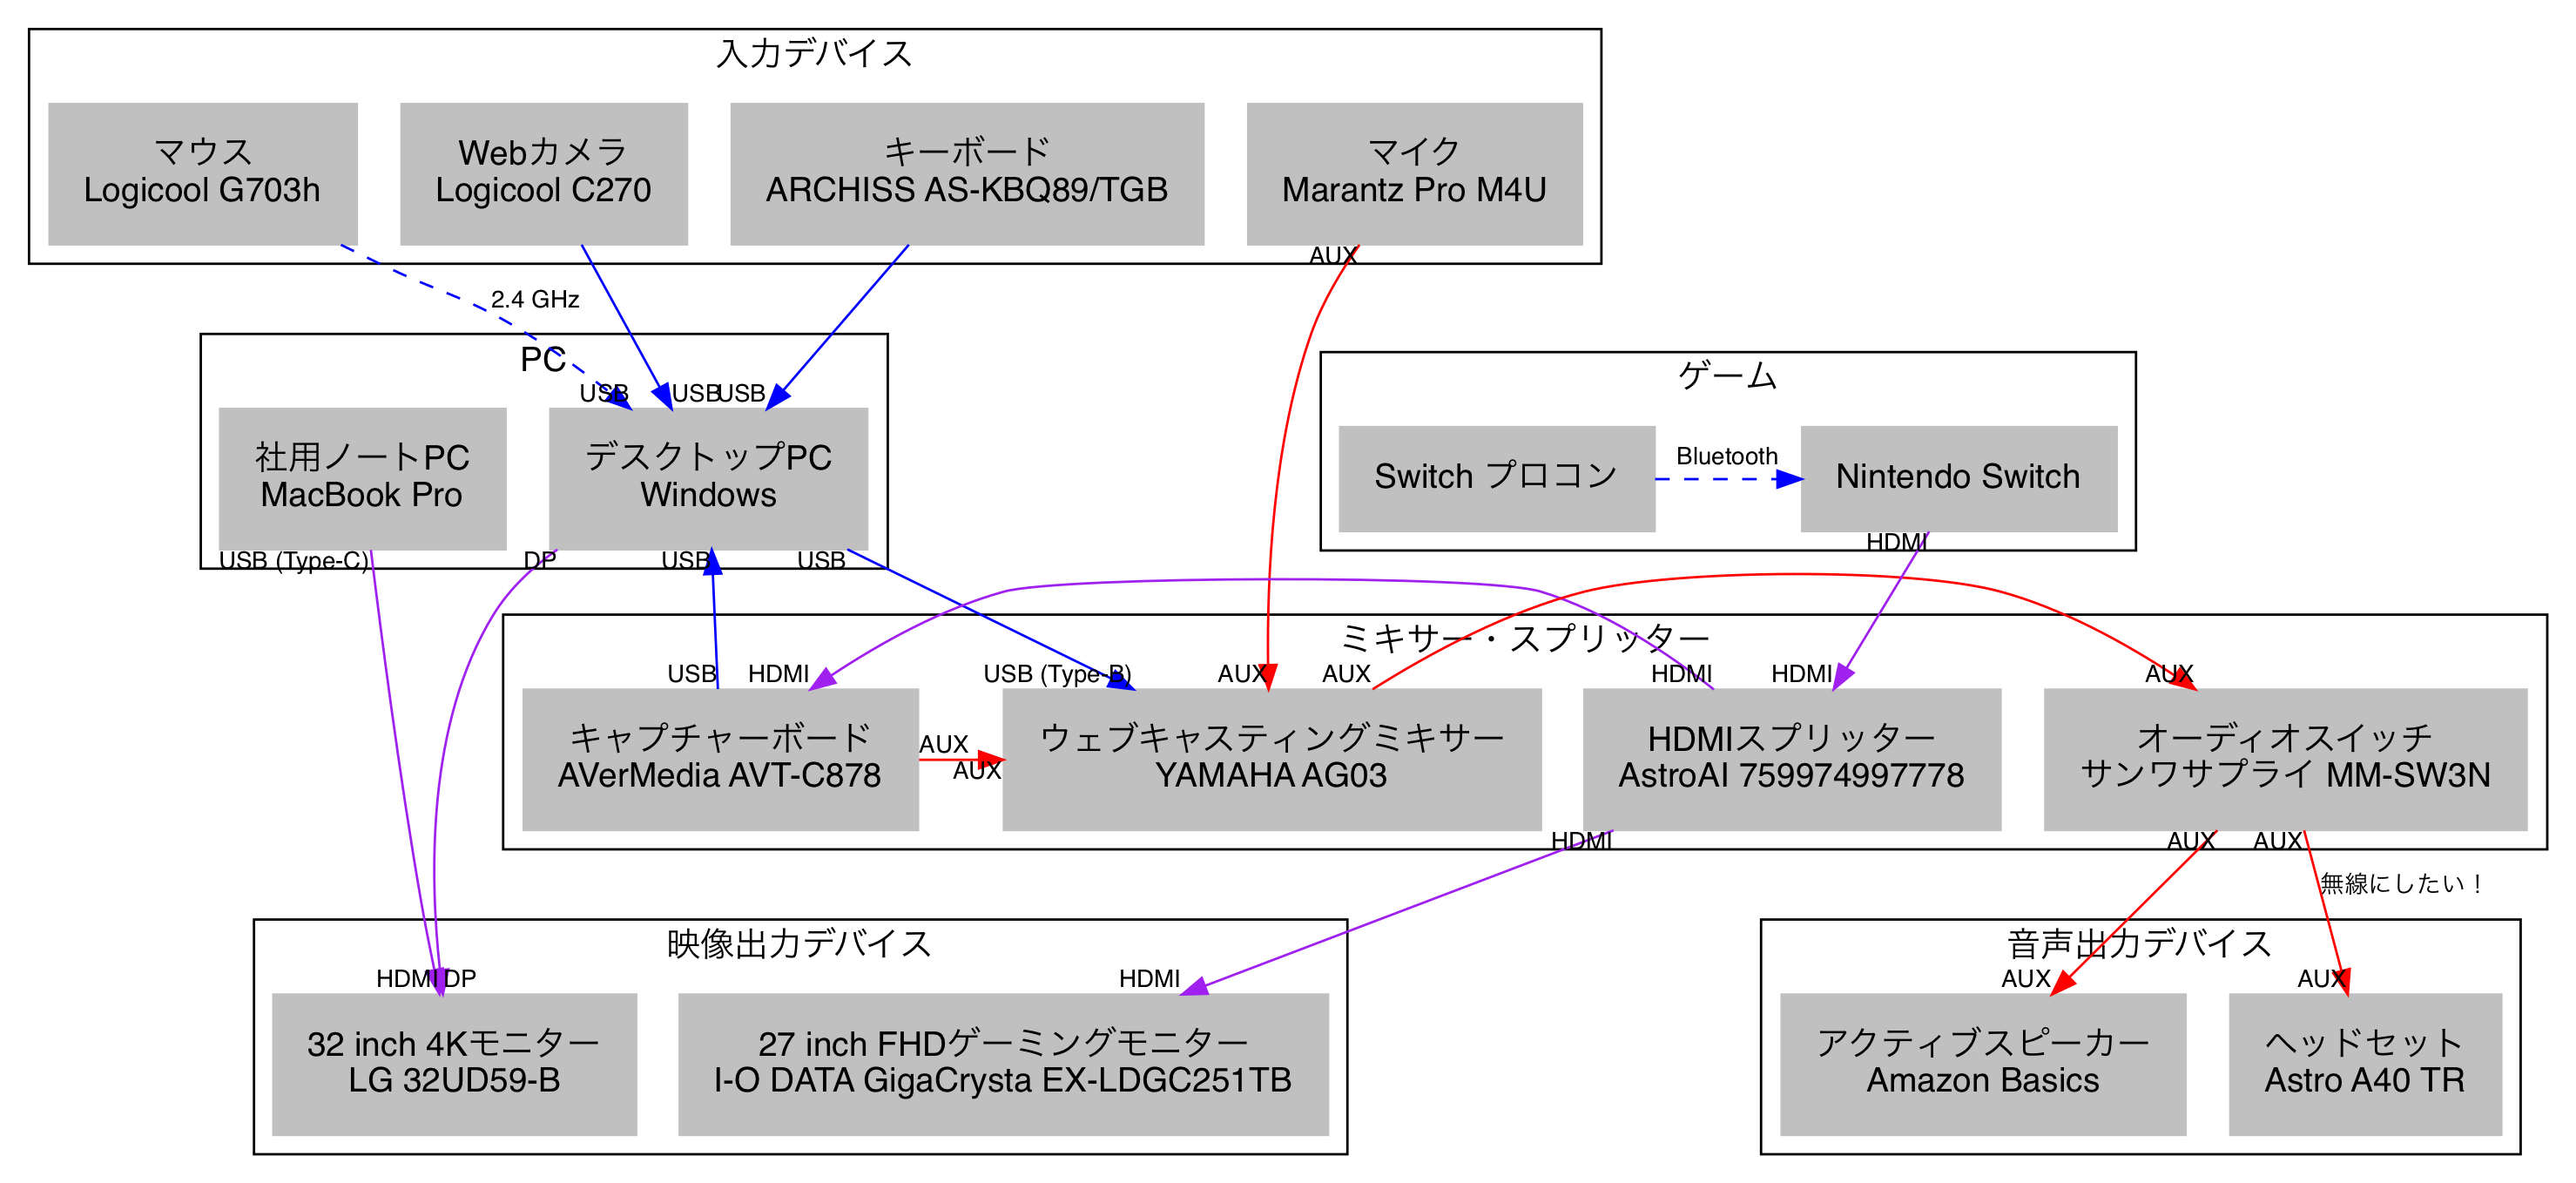 入力デバイス
マウス
Logicool G703h
Webカメラ
Logicool C270
キーボード
ARCHISS AS-KBQ89/TGB
マイク
Marantz Pro M4U
AUX
2.4 GHz
PC
USB
USB
USB
社用ノートPC
MacBook Pro
デスクトップPC
Windows
USB (Type-C)
DP
USB
USB
ゲーム
Switch プロコン
Bluetooth
Nintendo Switch
HDMI
ミキサー・スプリッター
USB
HDMI
USB (Type-B)
AUX
AUX
HDMI
HDMI
AUX
キャプチャーボード
AVerMedia AVT-C878
AUX
AUX
ウェブキャスティングミキサー
YAMAHA AG03
HDMIスプリッター
AstroAI 759974997778
オーディオスイッチ
サンワサプライ MM-SW3N
HDMI
AUX
AUX
無線にしたい！
映像出力デバイス
HDMI
DP
HDMI
32 inch 4Kモニター
LG 32UD59-B
27 inch FHDゲーミングモニター
I-O DATA GigaCrysta EX-LDGC251TB
音声出力デバイス
AUX
AUX
アクティブスピーカー
Amazon Basics
ヘッドセット
Astro A40 TR